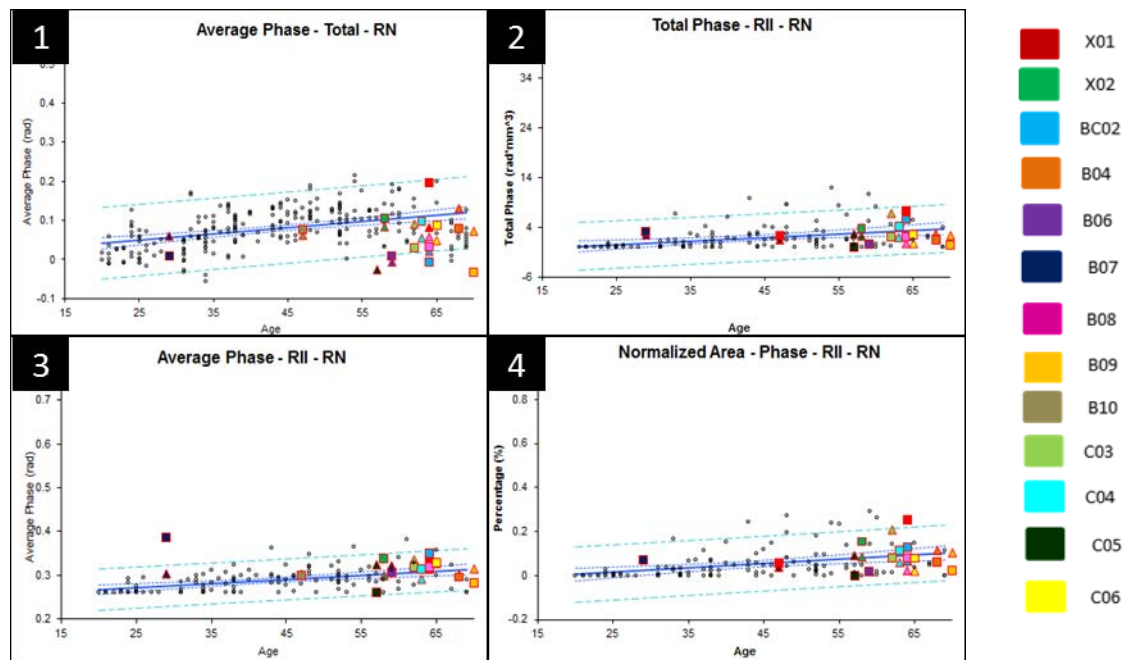 1
Average Phase - Total - RN
0.5
0.4
0.3
0.2
0.1
0
-0.1
Average Phase (rad)
15
25
35
45
55
65
Age
2
Total Phase - RII - RN
34
24
14
4
-6
Total Phase (rad*mm^3)
15
25
35
45
55
65
Age
3
Average Phase - RII - RN
0.7
0.6
0.5
0.4
0.3
0.2
Average Phase (rad)
15
25
35
45
55
65
Age
4
Normalized Area - Phase - RII - RN
0.8
0.6
0.4
0.2
0
-0.2
Percentage (%)
15
25
35
45
55
65
Age
X01
X02
BC02
B04
B06
B07
B08
B09
B10
C03
C04
C05
C06